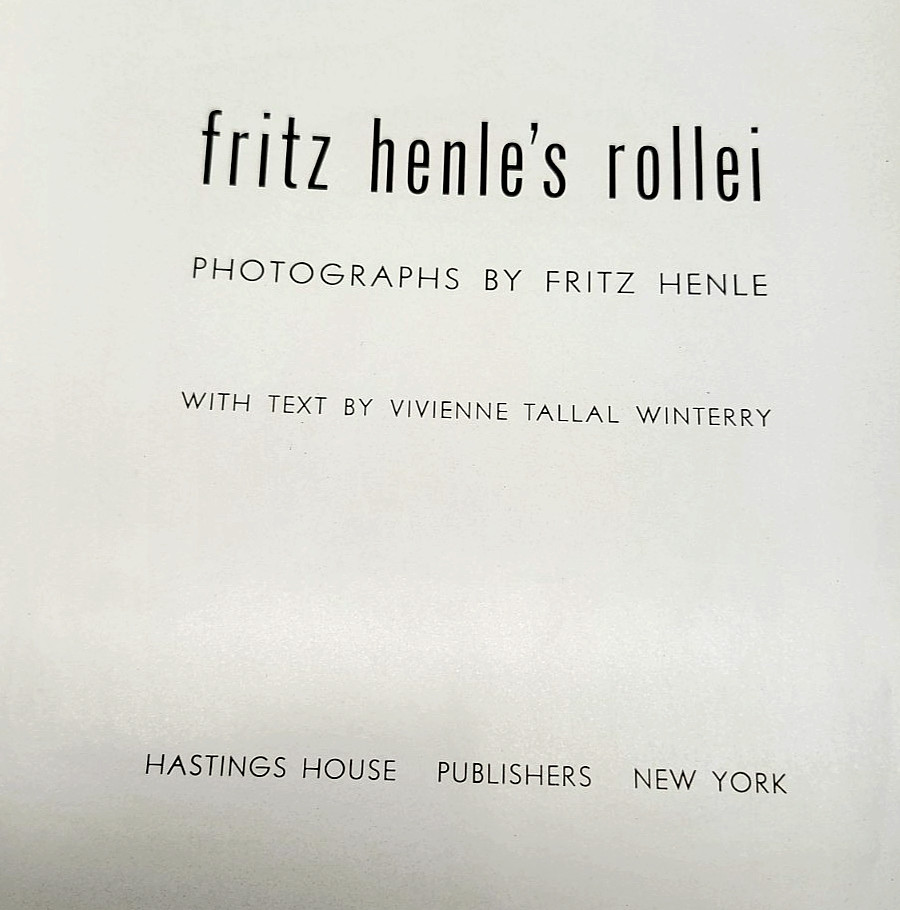 fritz henle's rollei
PHOTOGRAPHS BY FRITZ HENLE
WITH TEXT BY VIVIENNE TALLAL WINTERRY
HASTINGS HOUSE PUBLISHERS NEW YORK